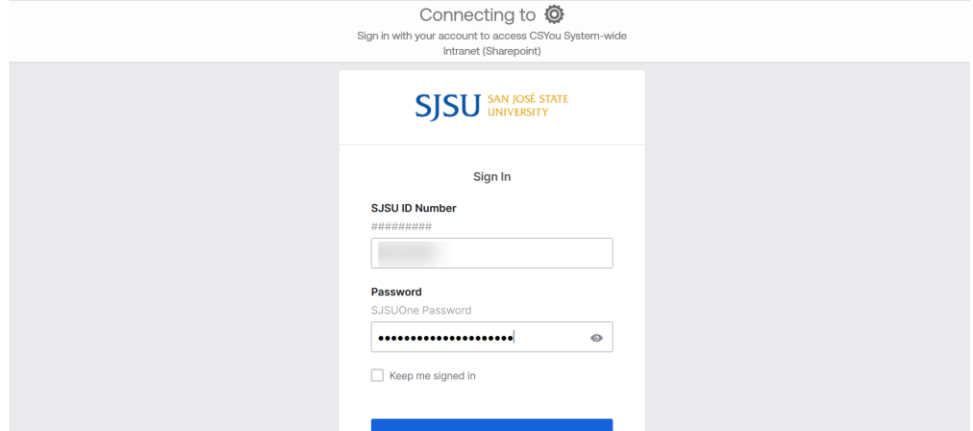 Connecting to
Sign in with your account to access CSYou System-wide
Intranet (Sharepoint)
SJSU SAN JOSÉ STATE
UNIVERSITY
Sign In
SJSU ID Number
#########
Password
SJSUOne Password
•••••••••••••••••••••
Keep me signed in